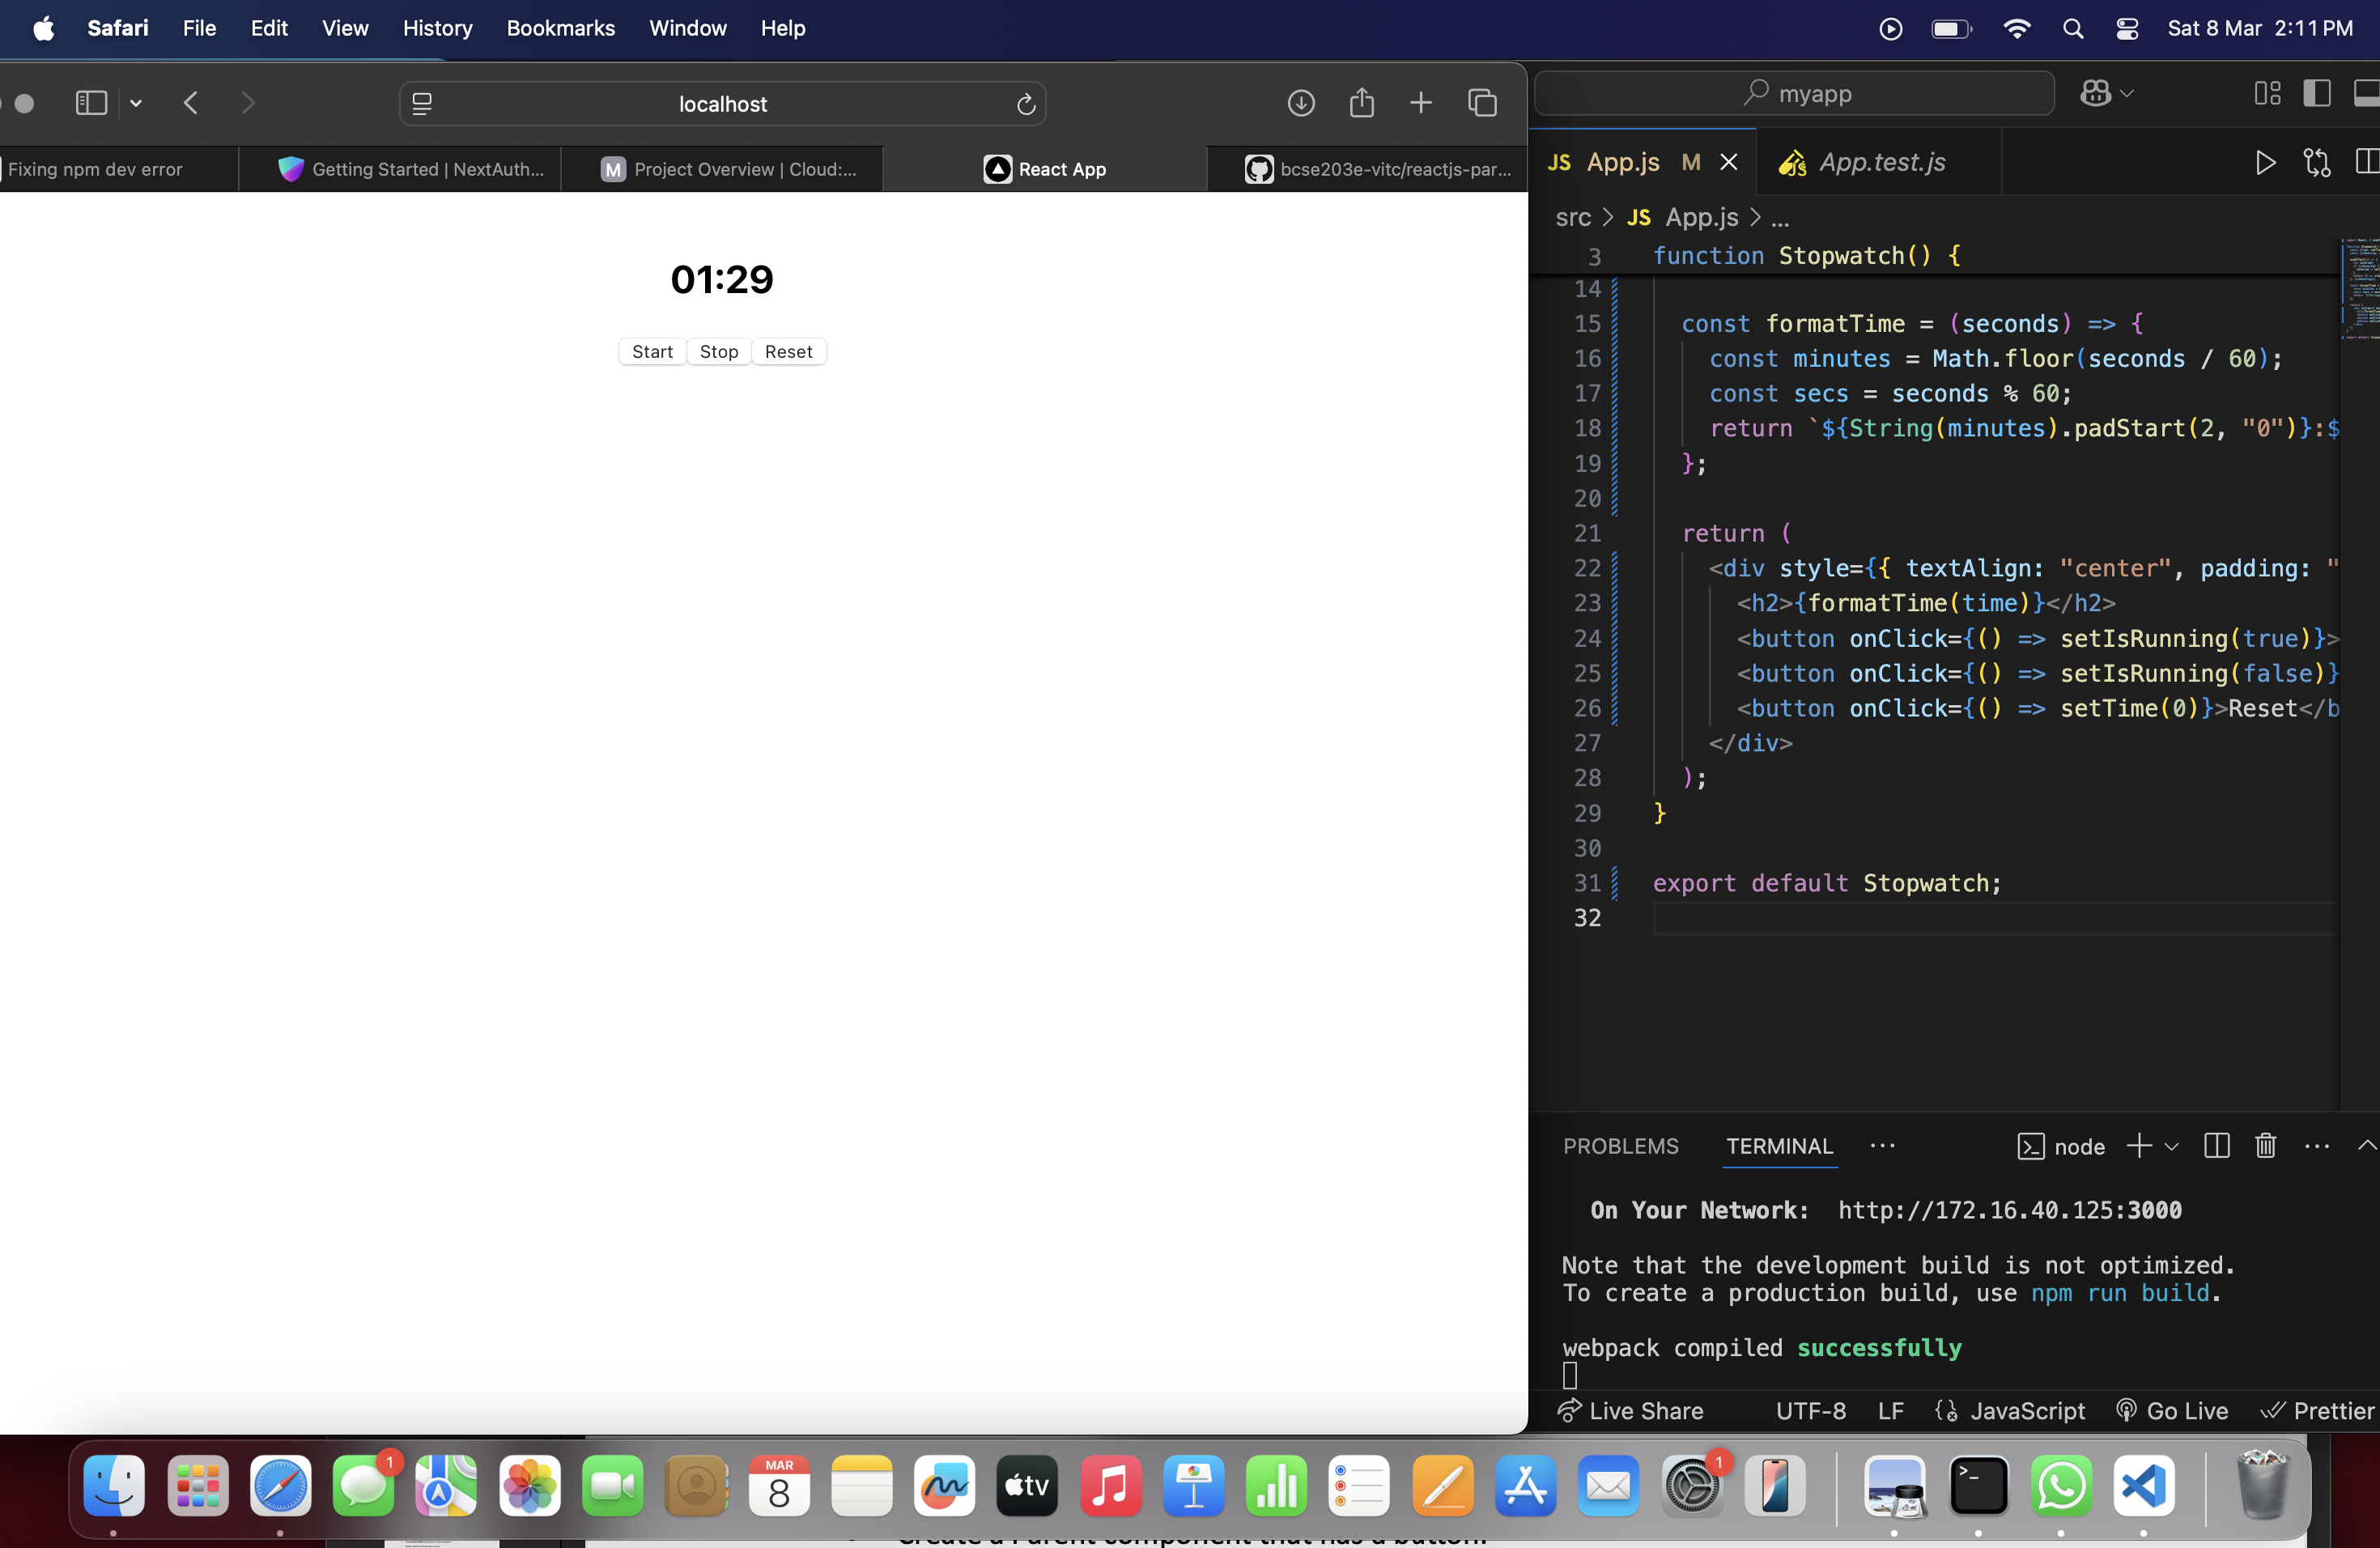 Safari File Edit View History Bookmarks Window Help Sat 8 Mar 2:11 PM
localhost
Fixing npm dev error Getting Started | NextAuth... M Project Overview | Cloud:... React App bcse203e-vitc/reactjs-par...
01:29
Start Stop Reset
myapp
JS App.js M App.test.js
src > JS App.js > ...
3 function Stopwatch() {
14
15 const formatTime = (seconds) => {
16 const minutes = Math.floor(seconds / 60);
17 const secs = seconds % 60;
18 return `${String(minutes).padStart(2, "0")}:$
19 };
20
21 return (
22 <div style={{ textAlign: "center", padding: "
23 <h2>{formatTime(time)}</h2>
24 <button onClick={() => setIsRunning(true)}>
25 <button onClick={() => setIsRunning(false)}
26 <button onClick={() => setTime(0)}>Reset</b
27 </div>
28 );
29 }
30
31 export default Stopwatch;
32
PROBLEMS TERMINAL ... node
On Your Network: http://172.16.40.125:3000
Note that the development build is not optimized.
To create a production build, use npm run build.
webpack compiled successfully
Live Share UTF-8 LF JavaScript Go Live Prettier
1 MAR 8 tv 1
Create a Parent component that has a button.